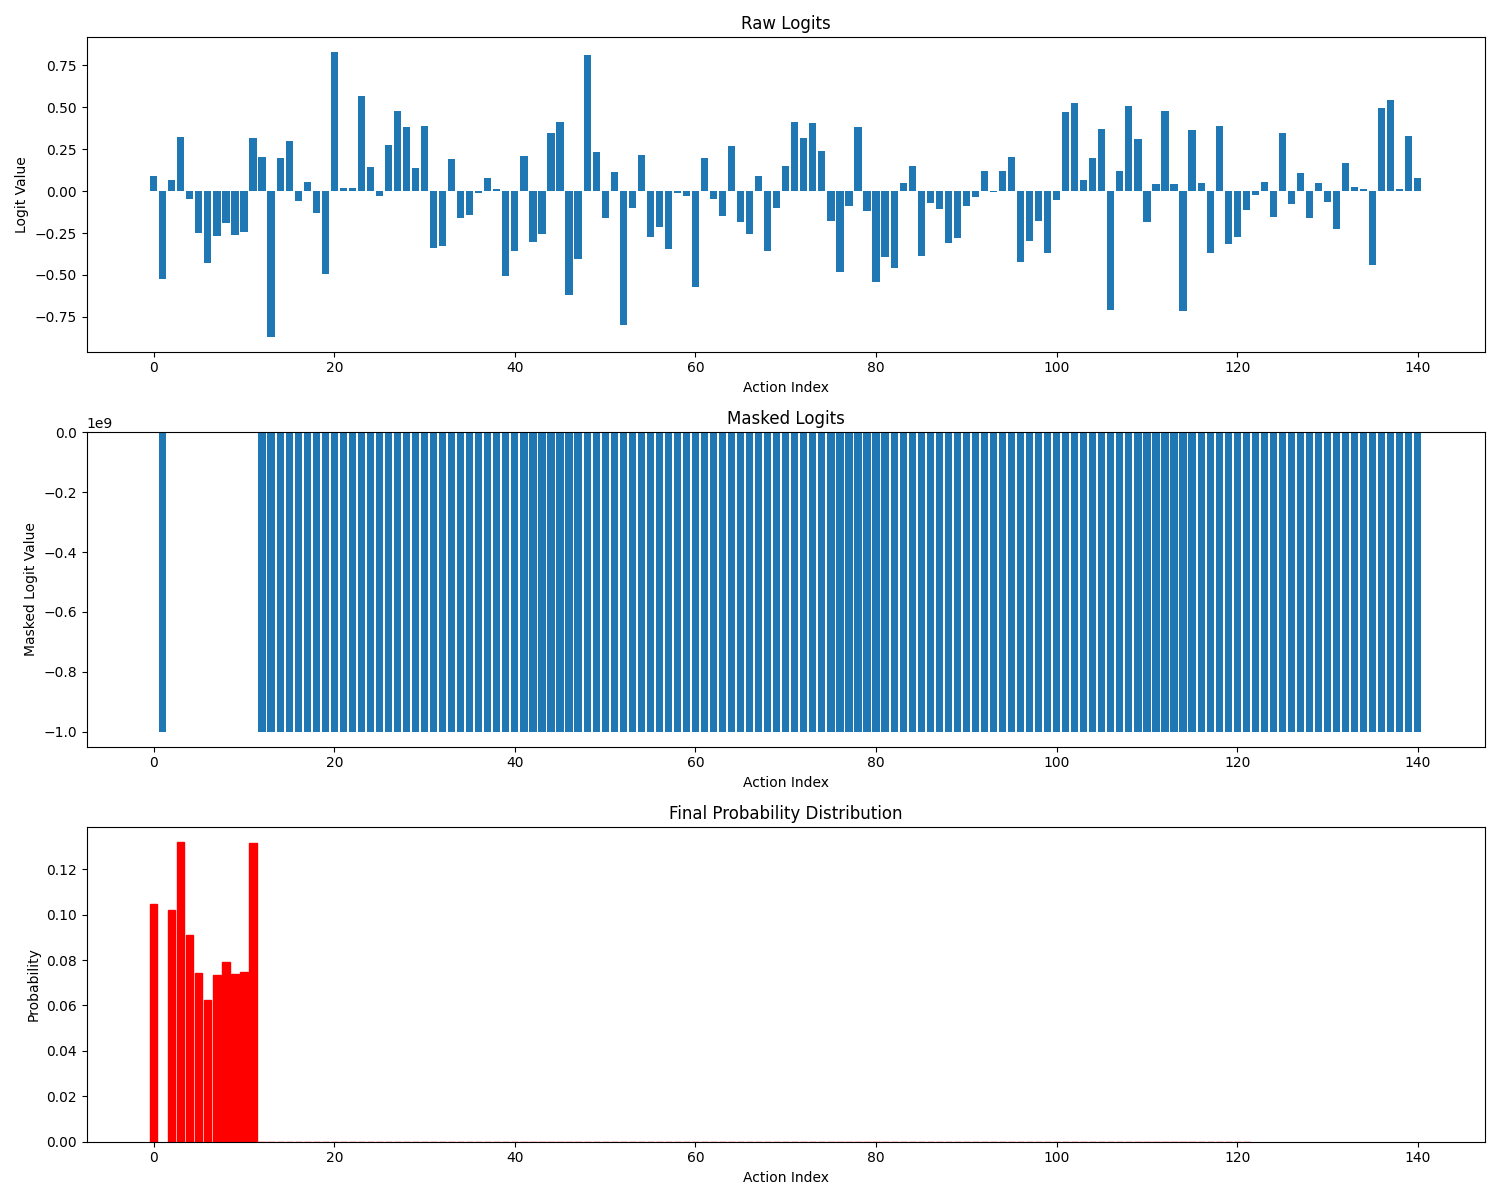 Raw Logits
0.75
0.50
0.25
0.00
−0.25
−0.50
−0.75
Logit Value
0 20 40 60 80 100 120 140
Action Index
Masked Logits
1e9
0.0
−0.2
−0.4
−0.6
−0.8
−1.0
Masked Logit Value
0 20 40 60 80 100 120 140
Action Index
Final Probability Distribution
0.12
0.10
0.08
0.06
0.04
0.02
0.00
Probability
0 20 40 60 80 100 120 140
Action Index